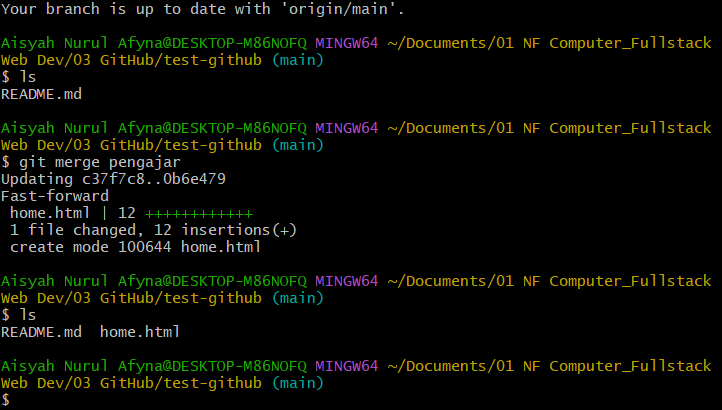 Your branch is up to date with 'origin/main'.
Aisyah Nurul Afyna@DESKTOP-M86NOFQ MINGW64 ~/Documents/01 NF Computer_Fullstack
Web Dev/03 GitHub/test-github (main)
$ ls
README.md
Aisyah Nurul Afyna@DESKTOP-M86NOFQ MINGW64 ~/Documents/01 NF Computer_Fullstack
Web Dev/03 GitHub/test-github (main)
$ git merge pengajar
Updating c37f7c8..0b6e479
Fast-forward
 home.html | 12 ++++++++++++
 1 file changed, 12 insertions(+)
 create mode 100644 home.html
Aisyah Nurul Afyna@DESKTOP-M86NOFQ MINGW64 ~/Documents/01 NF Computer_Fullstack
Web Dev/03 GitHub/test-github (main)
$ ls
README.md  home.html
Aisyah Nurul Afyna@DESKTOP-M86NOFQ MINGW64 ~/Documents/01 NF Computer_Fullstack
Web Dev/03 GitHub/test-github (main)
$